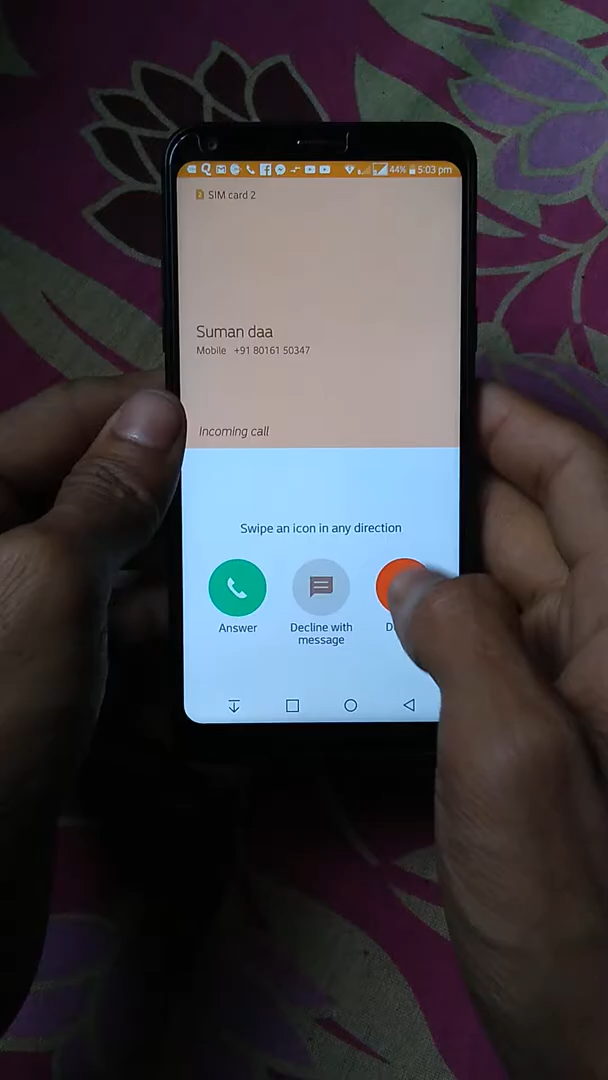 44% 5:03 pm
SIM card 2
Suman daa
Mobile +91 80161 50347
Incoming call
Swipe an icon in any direction
Answer
Decline with
message